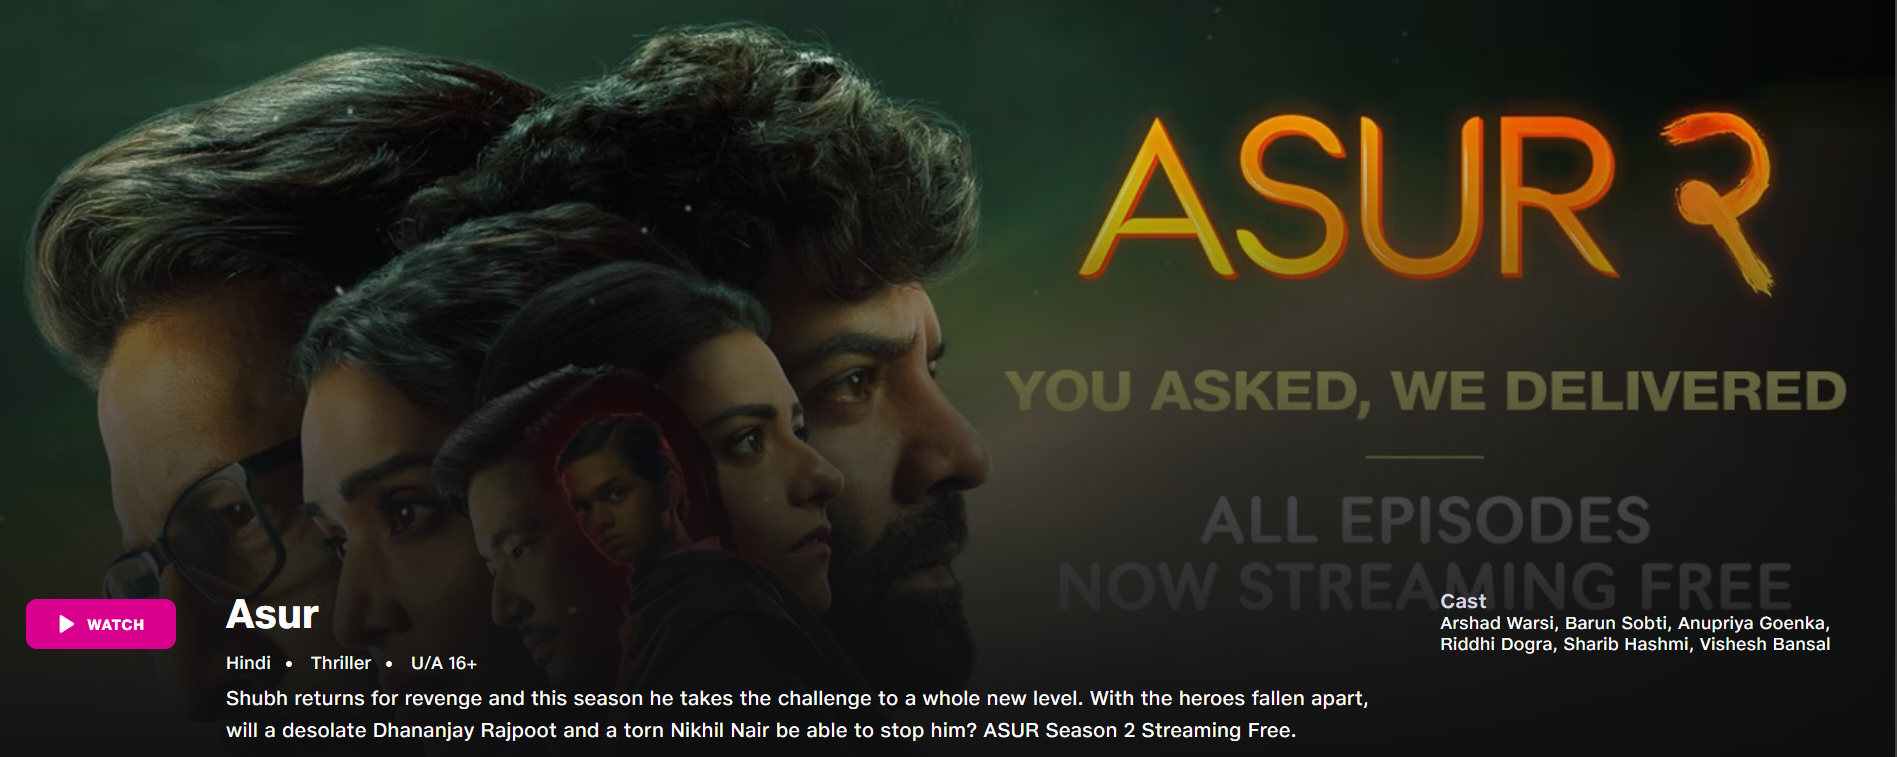 ASUR २
YOU ASKED, WE DELIVERED
ALL EPISODES
NOW STREAMING FREE
WATCH
Asur
Hindi • Thriller • U/A 16+
Shubh returns for revenge and this season he takes the challenge to a whole new level. With the heroes fallen apart,
will a desolate Dhananjay Rajpoot and a torn Nikhil Nair be able to stop him? ASUR Season 2 Streaming Free.
Cast
Arshad Warsi, Barun Sobti, Anupriya Goenka,
Riddhi Dogra, Sharib Hashmi, Vishesh Bansal